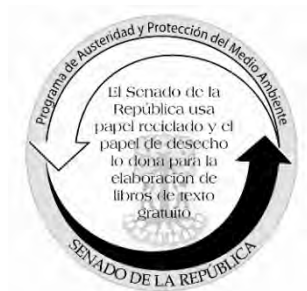 Programa de Austeridad y Protección del Medio Ambiente
El Senado de la
República usa
papel reciclado y el
papel de desecho
lo dona para la
elaboración de
libros de texto
gratuito
SENADO DE LA REPÚBLICA